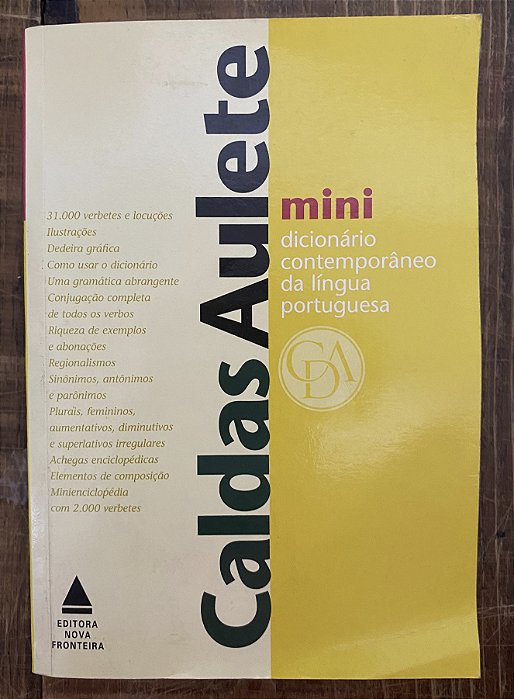 Caldas Aulete
mini
dicionário
contemporâneo
da língua
portuguesa
CDA
31.000 verbetes e locuções
Ilustrações
Dedeira gráfica
Como usar o dicionário
Uma gramática abrangente
Conjugação completa
de todos os verbos
Riqueza de exemplos
e abonações
Regionalismos
Sinônimos, antônimos
e parônimos
Plurais, femininos,
aumentativos, diminutivos
e superlativos irregulares
Achegas enciclopédicas
Elementos de composição
Minienciclopédia
com 2.000 verbetes
EDITORA
NOVA
FRONTEIRA